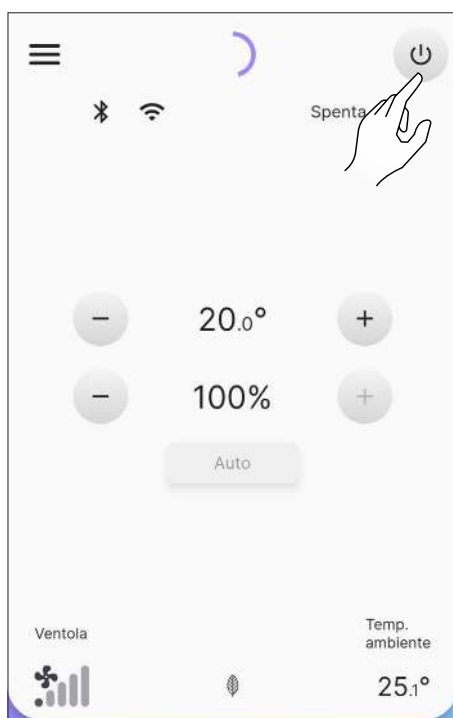 Spenta
− 20.0° +
− 100% +
Auto
Ventola
Temp.
ambiente
25.1°